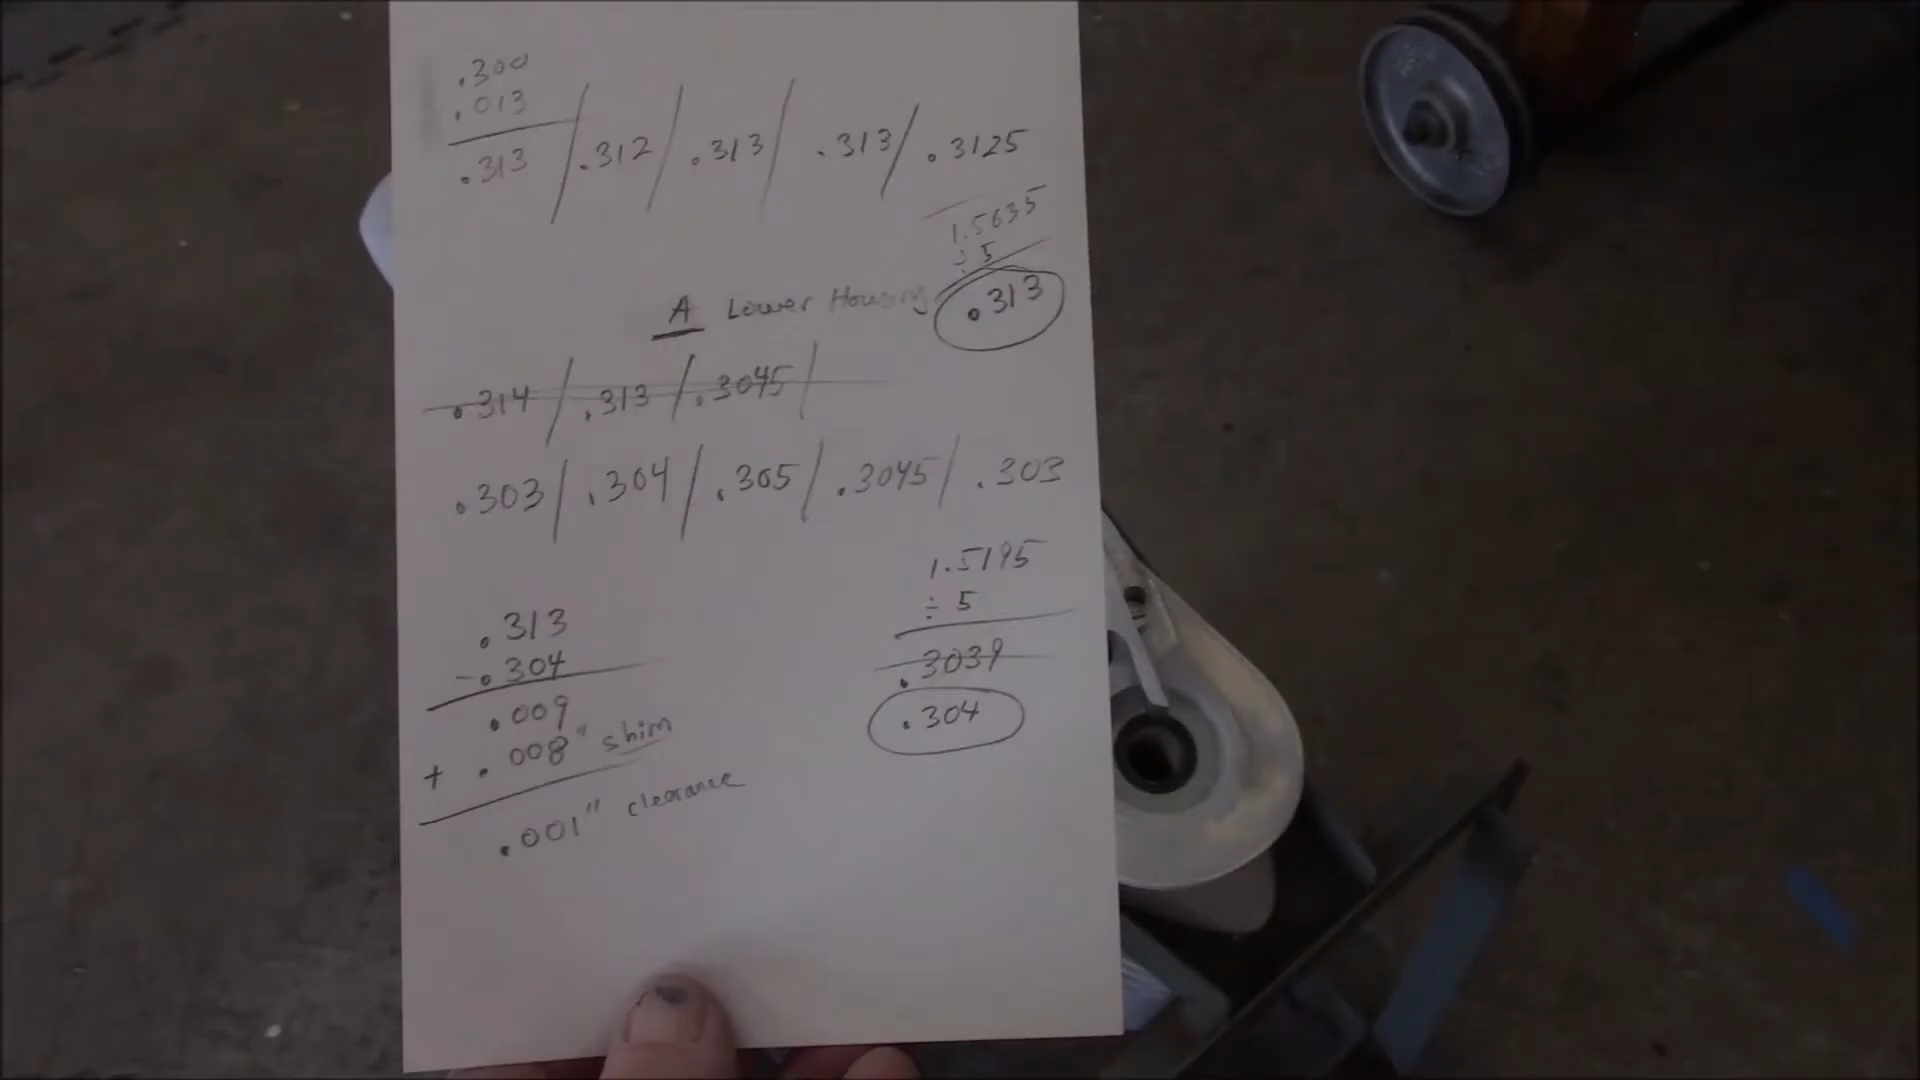 .300
.013
.313 / .312 / .313 / .313 / .3125
1.5635
÷ 5
.313
A Lower Housing
.314 / .313 / .3045 /
.303 / .304 / .305 / .3045 / .303
1.5195
÷ 5
.3039
.304
.313
-.304
.009
+ .008" shim
.001" clearance